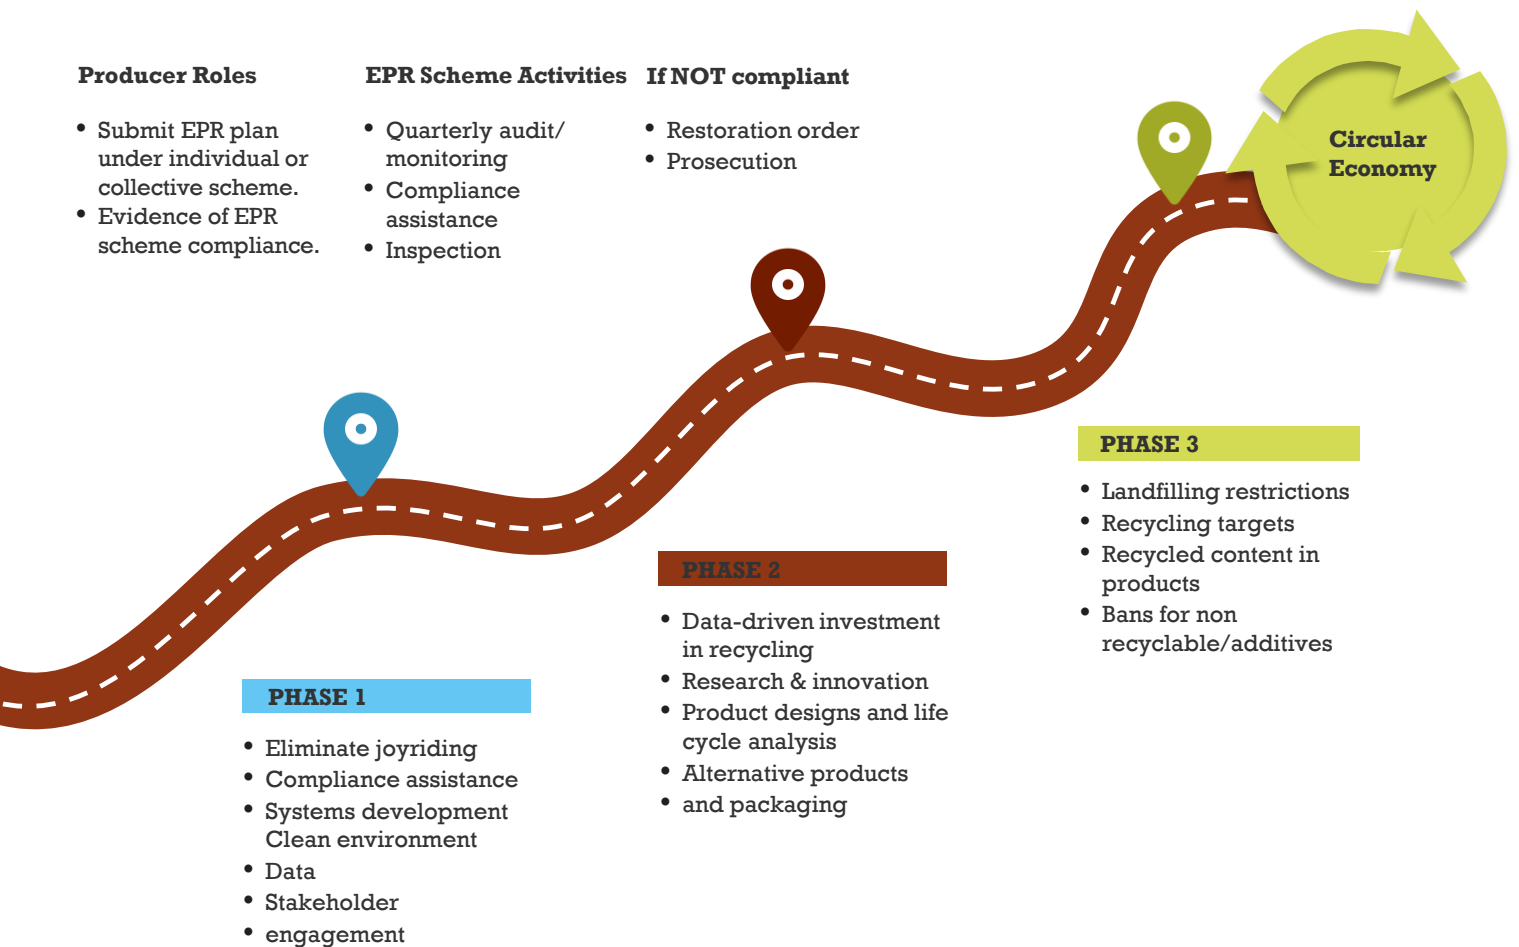 Producer Roles
• Submit EPR plan
under individual or
collective scheme.
• Evidence of EPR
scheme compliance.
EPR Scheme Activities
• Quarterly audit/
monitoring
• Compliance
assistance
• Inspection
If NOT compliant
• Restoration order
• Prosecution
Circular
Economy
PHASE 1
• Eliminate joyriding
• Compliance assistance
• Systems development
Clean environment
• Data
• Stakeholder
• engagement
PHASE 2
• Data-driven investment
in recycling
• Research & innovation
• Product designs and life
cycle analysis
• Alternative products
• and packaging
PHASE 3
• Landfilling restrictions
• Recycling targets
• Recycled content in
products
• Bans for non
recyclable/additives